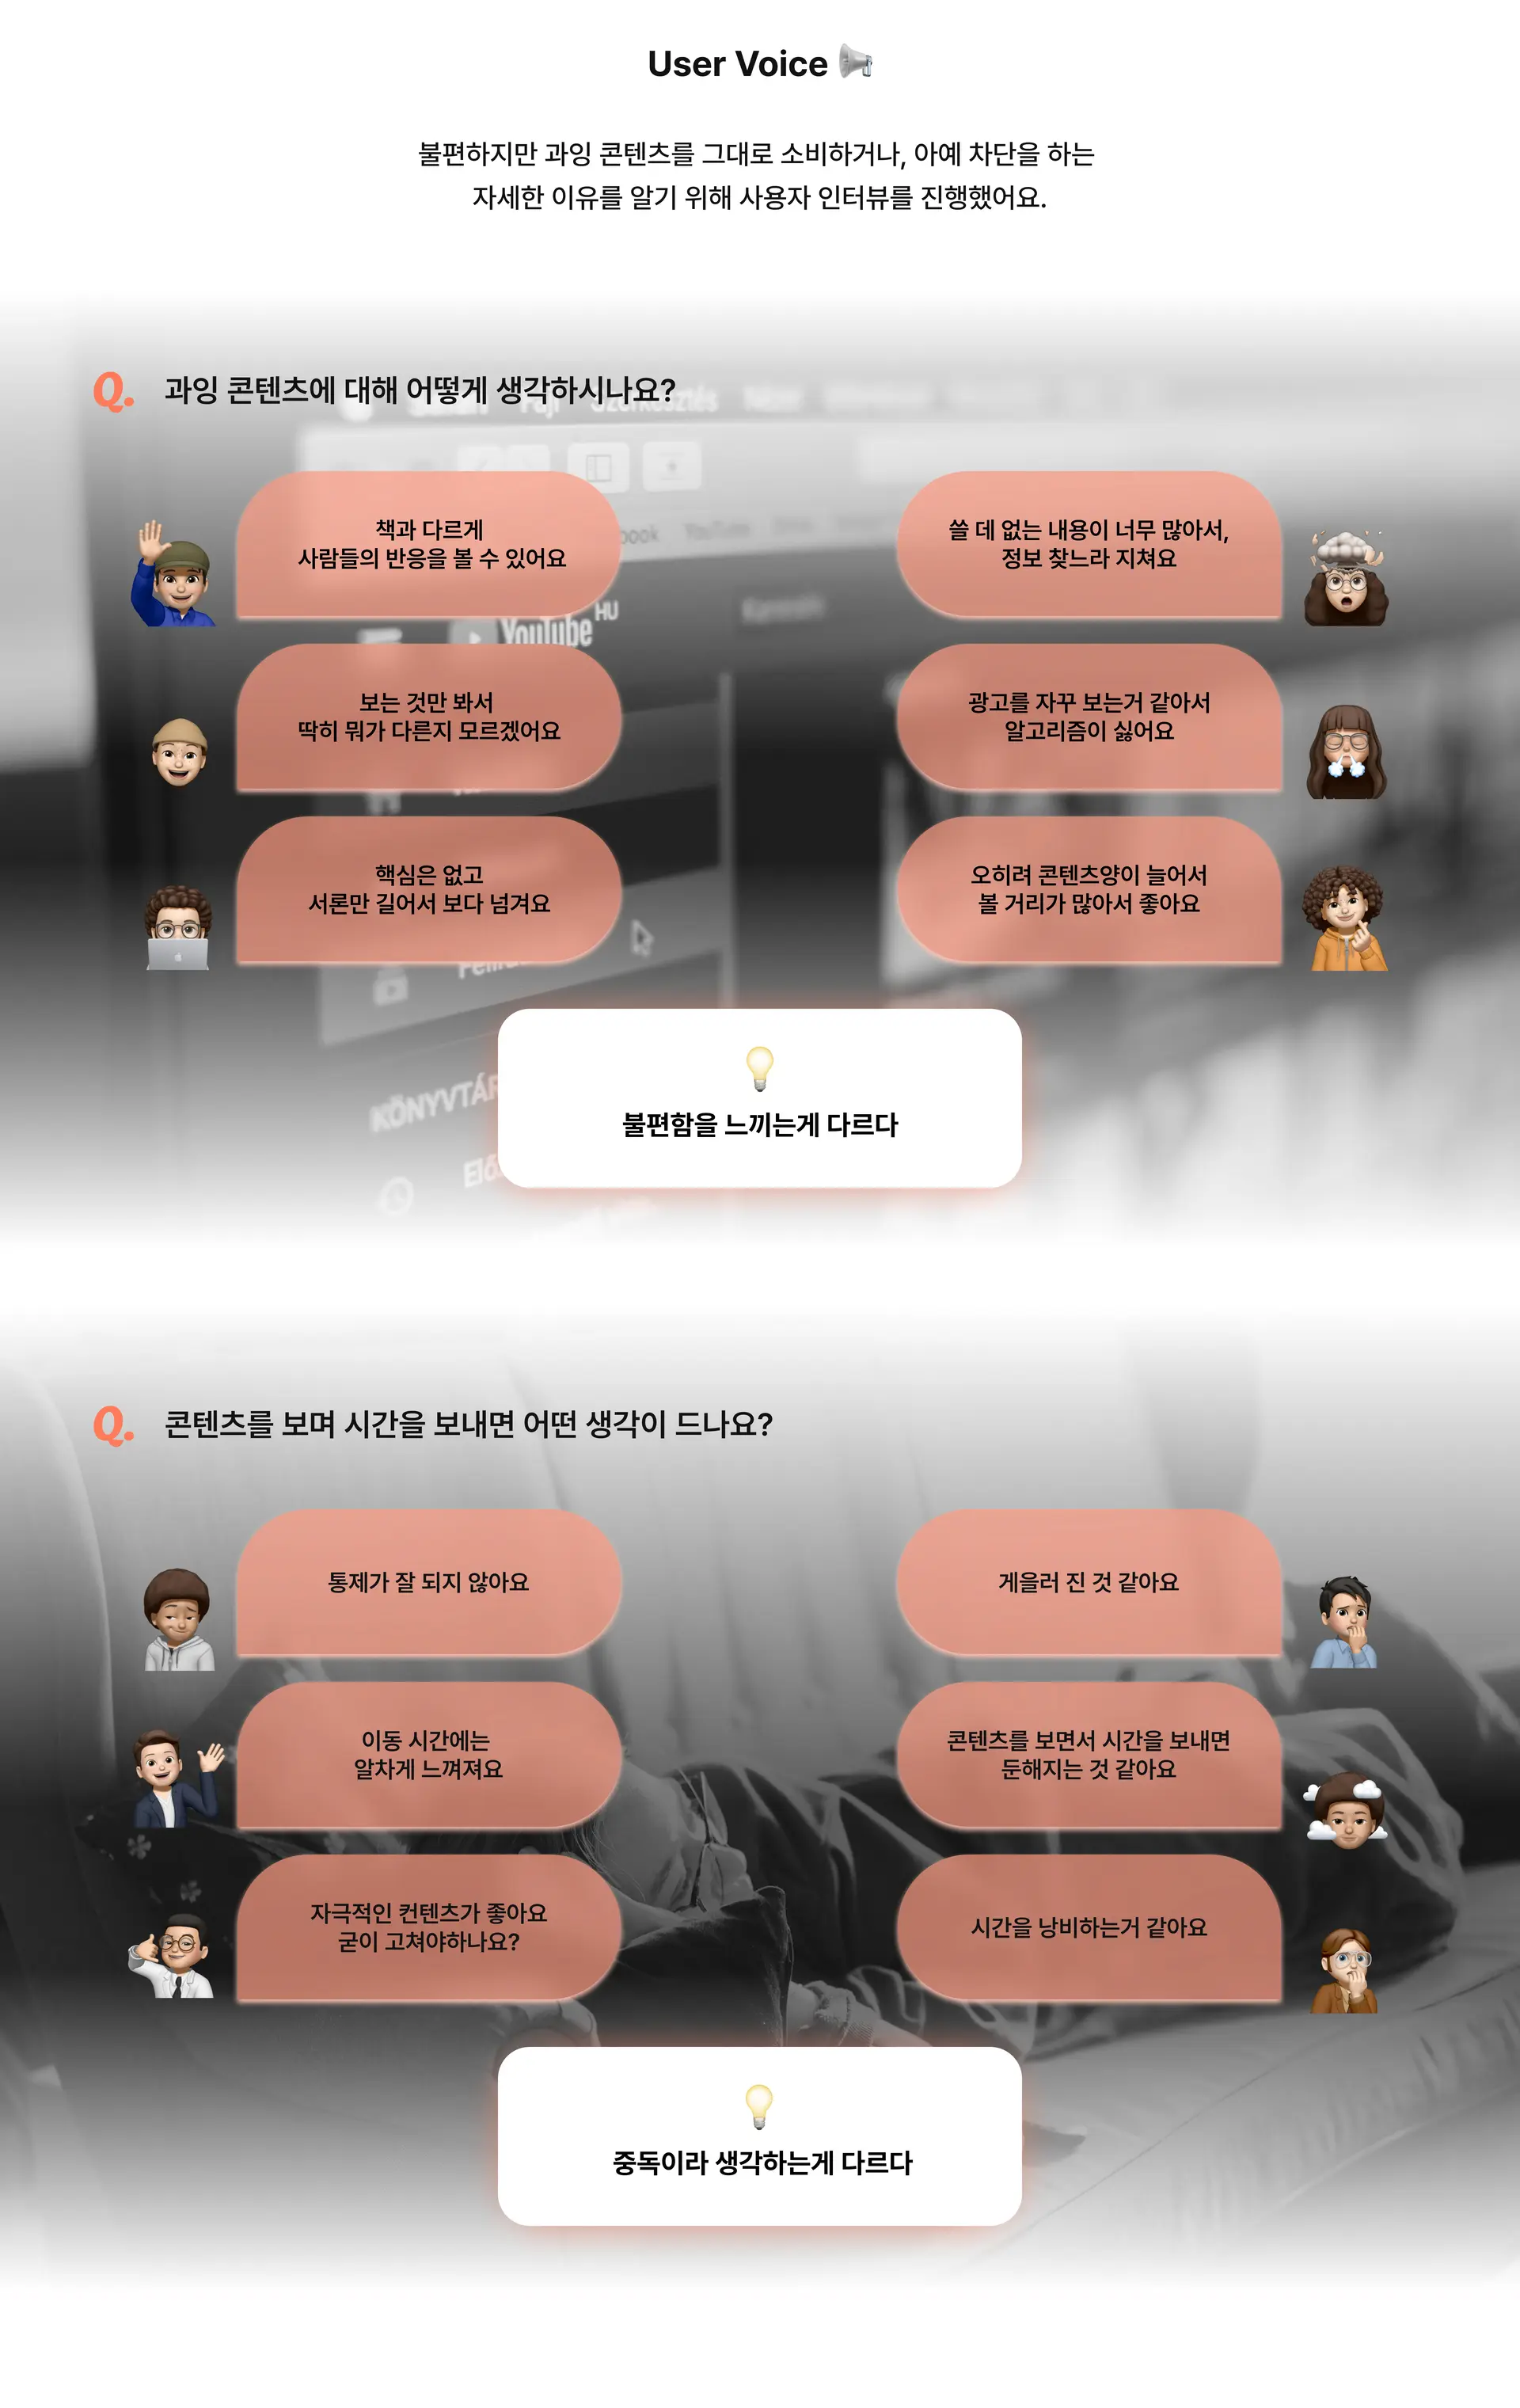 User Voice
불편하지만 과잉 콘텐츠를 그대로 소비하거나, 아예 차단을 하는
자세한 이유를 알기 위해 사용자 인터뷰를 진행했어요.
Q. 과잉 콘텐츠에 대해 어떻게 생각하시나요?
Szerkesztés
책과 다르게
사람들의 반응을 볼 수 있어요
쓸 데 없는 내용이 너무 많아서,
정보 찾느라 지쳐요
YouTube
YouTube HU
Keresés
보는 것만 봐서
딱히 뭐가 다른지 모르겠어요
광고를 자꾸 보는거 같아서
알고리즘이 싫어요
핵심은 없고
서론만 길어서 보다 넘겨요
오히려 콘텐츠양이 늘어서
볼 거리가 많아서 좋아요
불편함을 느끼는게 다르다
Q. 콘텐츠를 보며 시간을 보내면 어떤 생각이 드나요?
통제가 잘 되지 않아요
게을러 진 것 같아요
이동 시간에는
알차게 느껴져요
콘텐츠를 보면서 시간을 보내면
둔해지는 것 같아요
자극적인 컨텐츠가 좋아요
굳이 고쳐야하나요?
시간을 낭비하는거 같아요
중독이라 생각하는게 다르다